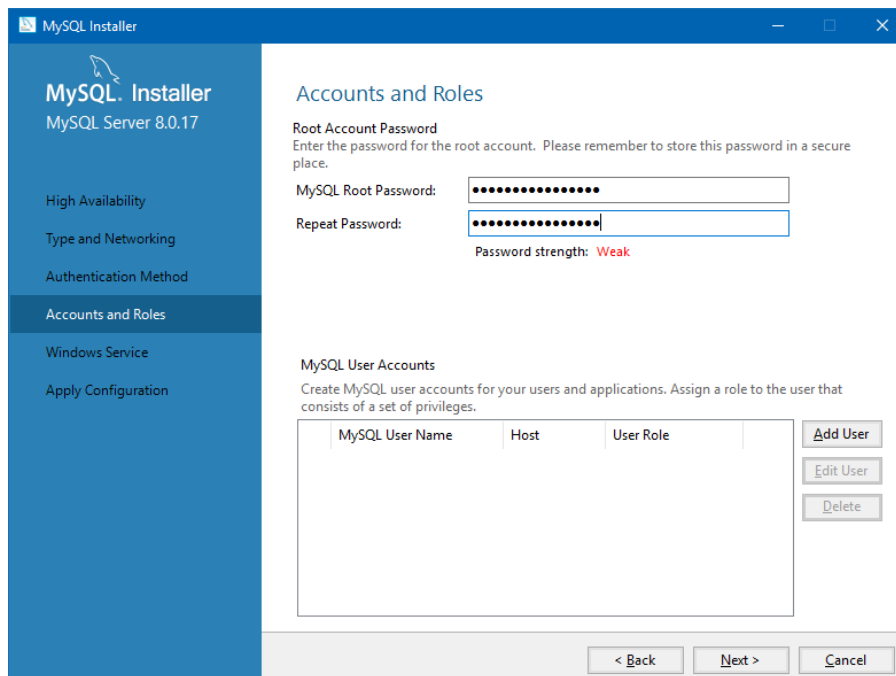 MySQL Installer
MySQL. Installer
MySQL Server 8.0.17
High Availability
Type and Networking
Authentication Method
Accounts and Roles
Windows Service
Apply Configuration
Accounts and Roles
Root Account Password
Enter the password for the root account.  Please remember to store this password in a secure
place.
MySQL Root Password: ●●●●●●●●●●●●●●●●
Repeat Password: ●●●●●●●●●●●●●●●●
Password strength: Weak
MySQL User Accounts
Create MySQL user accounts for your users and applications. Assign a role to the user that
consists of a set of privileges.
MySQL User Name Host User Role
Add User
Edit User
Delete
< Back Next > Cancel